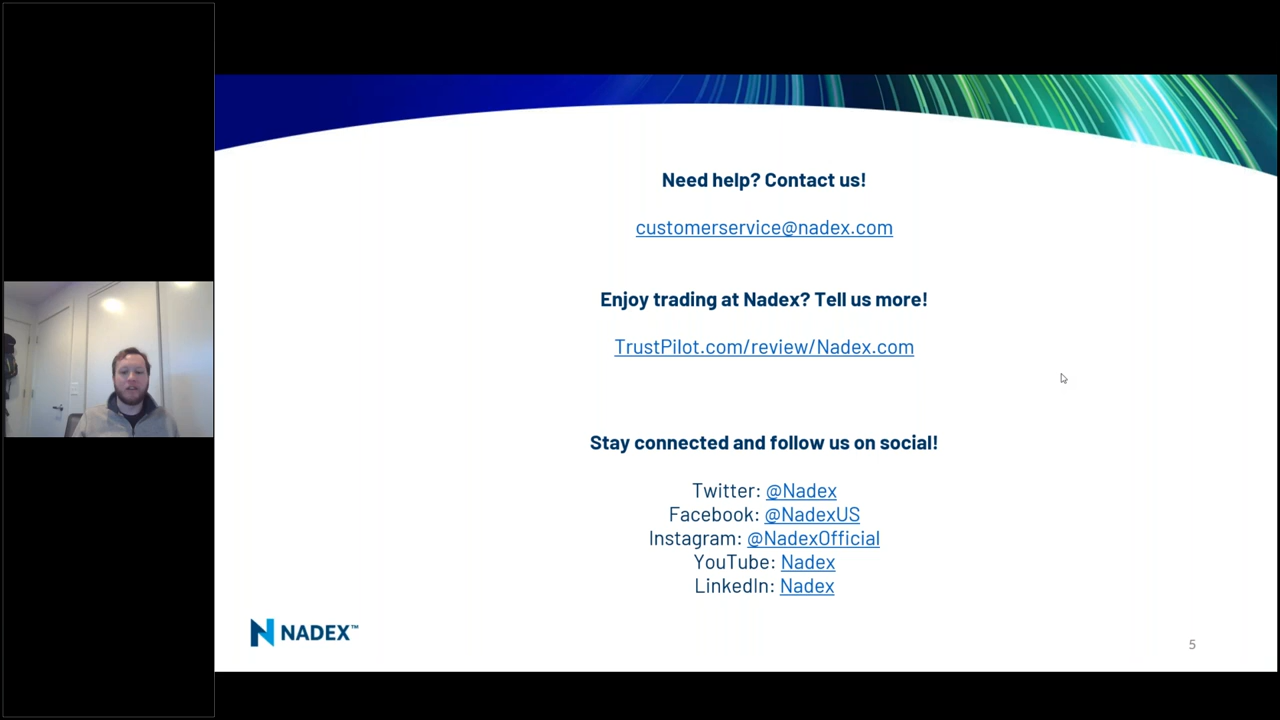 Need help? Contact us!
customerservice@nadex.com
Enjoy trading at Nadex? Tell us more!
TrustPilot.com/review/Nadex.com
Stay connected and follow us on social!
Twitter: @Nadex
Facebook: @NadexUS
Instagram: @NadexOfficial
YouTube: Nadex
LinkedIn: Nadex
NADEX™
5